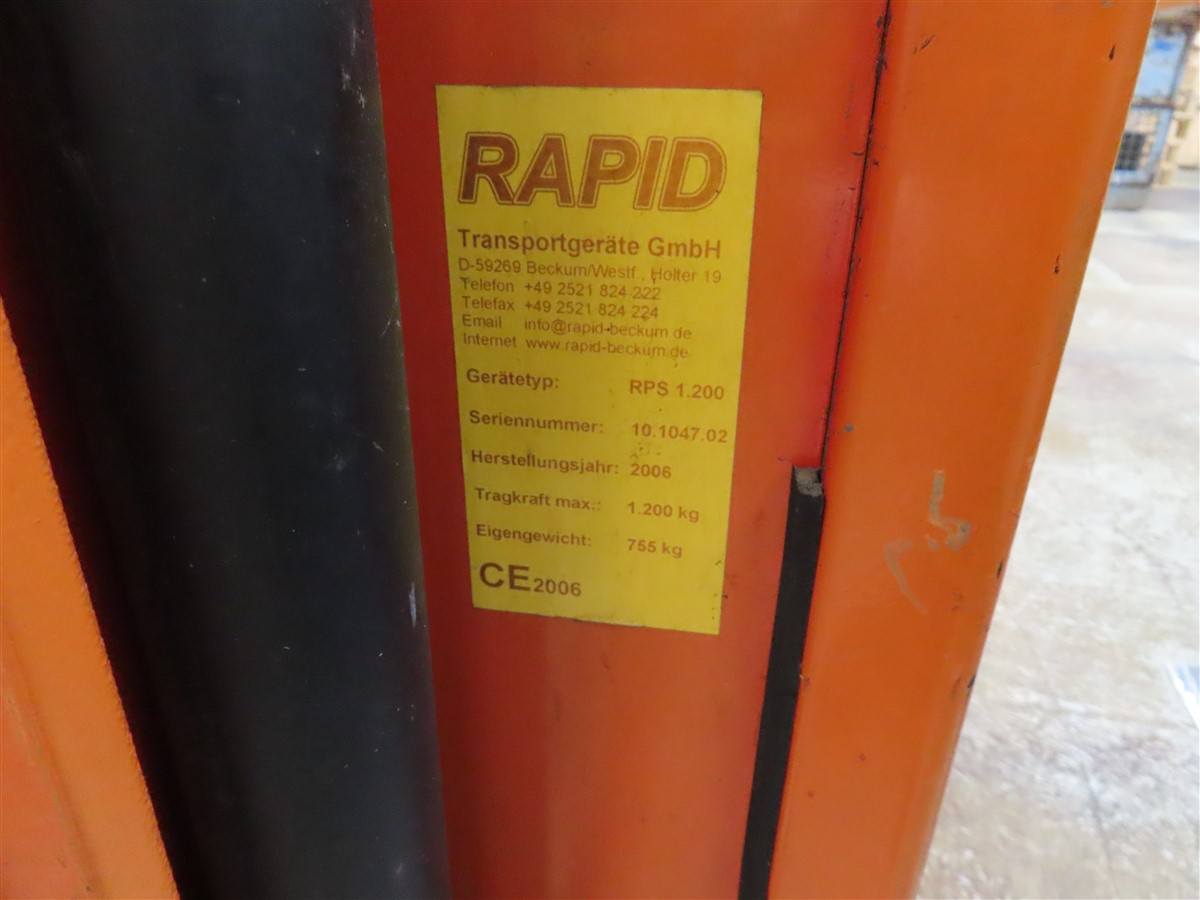 RAPID
Transportgeräte GmbH
D-59269 Beckum/Westf., Holter 19
Telefon +49 2521 824 222
Telefax +49 2521 824 224
Email info@rapid-beckum.de
Internet www.rapid-beckum.de
Gerätetyp: RPS 1.200
Seriennummer: 10.1047.02
Herstellungsjahr: 2006
Tragkraft max.: 1.200 kg
Eigengewicht: 755 kg
CE 2006